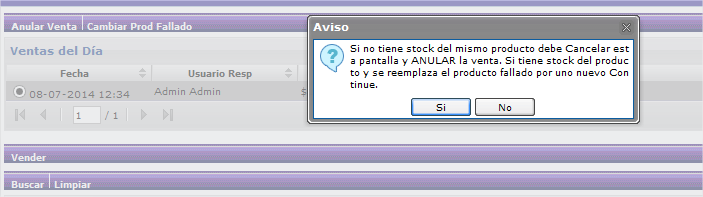 Anular Venta Cambiar Prod Fallado
Ventas del Día
Fecha Usuario Resp
08-07-2014 12:34 Admin Admin $
1 / 1
Vender
Buscar Limpiar
Aviso
Si no tiene stock del mismo producto debe Cancelar est
a pantalla y ANULAR la venta. Si tiene stock del produc
to y se reemplaza el producto fallado por uno nuevo Con
tinue.
Si No